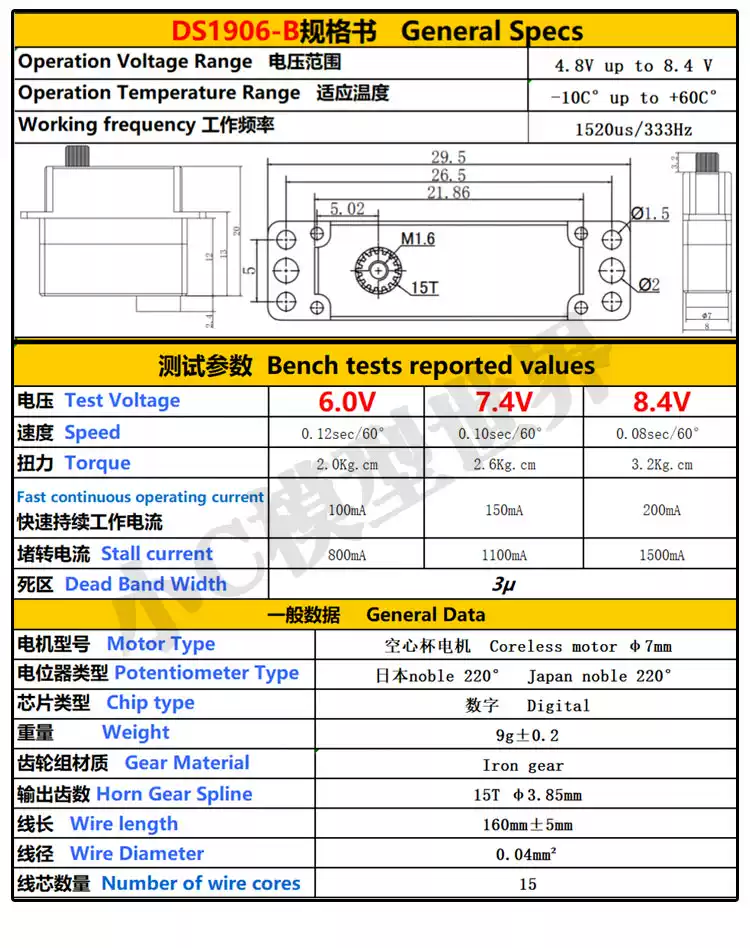 DS1906-B规格书 General Specs
Operation Voltage Range 电压范围 4.8V up to 8.4 V
Operation Temperature Range 适应温度 -10C° up to +60C°
Working frequency 工作频率 1520us/333Hz
29.5
3.2
26.5
21.86
5.02
Ø1.5
M1.6
20
13
12
5
15T
Ø2
2.4
φ7
8
测试参数 Bench tests reported values
电压 Test Voltage 6.0V 7.4V 8.4V
速度 Speed 0.12sec/60° 0.10sec/60° 0.08sec/60°
扭力 Torque 2.0Kg.cm 2.6Kg.cm 3.2Kg.cm
Fast continuous operating current
快速持续工作电流 100mA 150mA 200mA
堵转电流 Stall current 800mA 1100mA 1500mA
死区 Dead Band Width 3μ
一般数据 General Data
电机型号 Motor Type 空心杯电机 Coreless motor φ7mm
电位器类型 Potentiometer Type 日本noble 220° Japan noble 220°
芯片类型 Chip type 数字 Digital
重量 Weight 9g±0.2
齿轮组材质 Gear Material Iron gear
输出齿数 Horn Gear Spline 15T φ3.85mm
线长 Wire length 160mm±5mm
线径 Wire Diameter 0.04mm²
线芯数量 Number of wire cores 15
小C模型世界